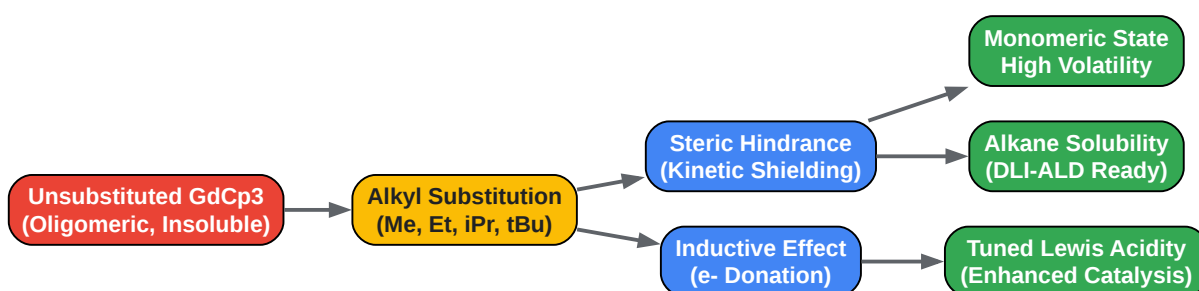 Unsubstituted GdCp3
(Oligomeric, Insoluble)
Alkyl Substitution
(Me, Et, iPr, tBu)
Steric Hindrance
(Kinetic Shielding)
Inductive Effect
(e- Donation)
Monomeric State
High Volatility
Alkane Solubility
(DLI-ALD Ready)
Tuned Lewis Acidity
(Enhanced Catalysis)